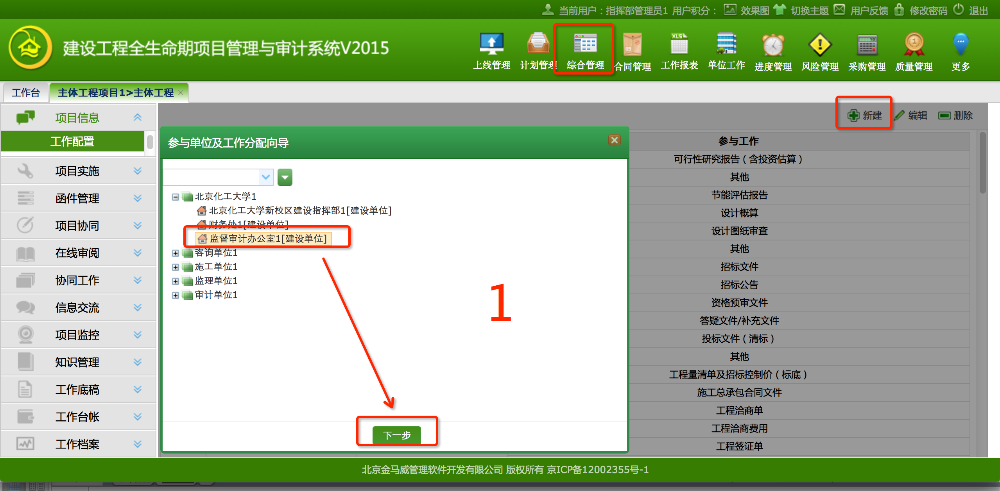 当前用户：指挥部管理员1 用户积分： 效果图 切换主题 用户反馈 修改密码 退出
建设工程全生命期项目管理与审计系统V2015
XLS
上线管理 计划管理 综合管理 合同管理 工作报表 单位工作 进度管理 风险管理 采购管理 质量管理 更多
工作台 主体工程项目1>主体工程
新建 编辑 删除
项目信息
工作配置
项目实施
函件管理
项目协同
在线审阅
协同工作
信息交流
项目监控
知识管理
工作底稿
工作台帐
工作档案
参与单位及工作分配向导
北京化工大学1
北京化工大学新校区建设指挥部1[建设单位]
财务处1[建设单位]
监督审计办公室1[建设单位]
咨询单位1
施工单位1
监理单位1
审计单位1
1
下一步
参与工作
可行性研究报告（含投资估算）
其他
节能评估报告
设计概算
设计图纸审查
其他
招标文件
招标公告
资格预审文件
答疑文件/补充文件
投标文件（清标）
其他
工程量清单及招标控制价（标底）
施工总承包合同文件
工程洽商单
工程洽商费用
工程签证单
北京金马威管理软件开发有限公司 版权所有 京ICP备12002355号-1